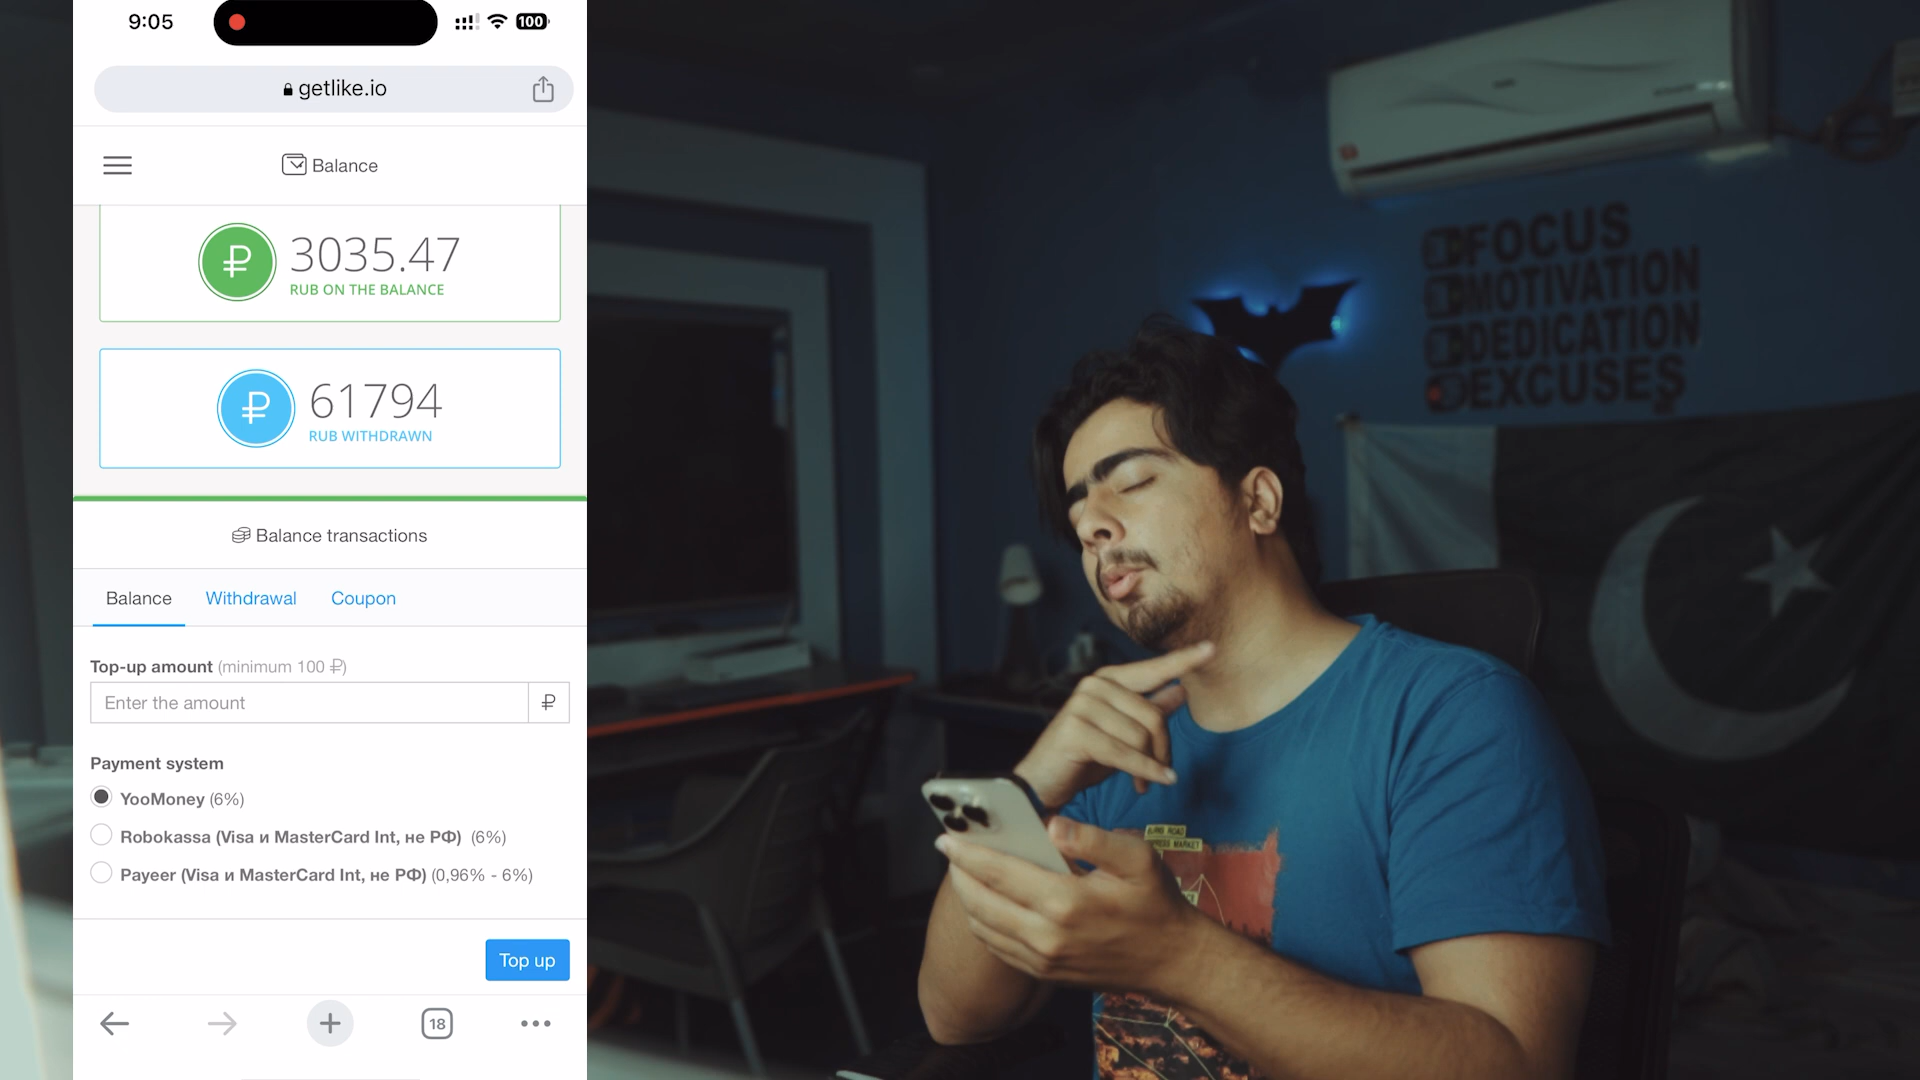 9:05
100
getlike.io
Balance
3035.47
RUB ON THE BALANCE
61794
RUB WITHDRAWN
Balance transactions
Balance Withdrawal Coupon
Top-up amount (minimum 100 ₽)
Enter the amount ₽
Payment system
YooMoney (6%)
Robokassa (Visa и MasterCard Int, не РФ) (6%)
Payeer (Visa и MasterCard Int, не РФ) (0,96% - 6%)
Top up
18
FOCUS
MOTIVATION
DEDICATION
EXCUSES